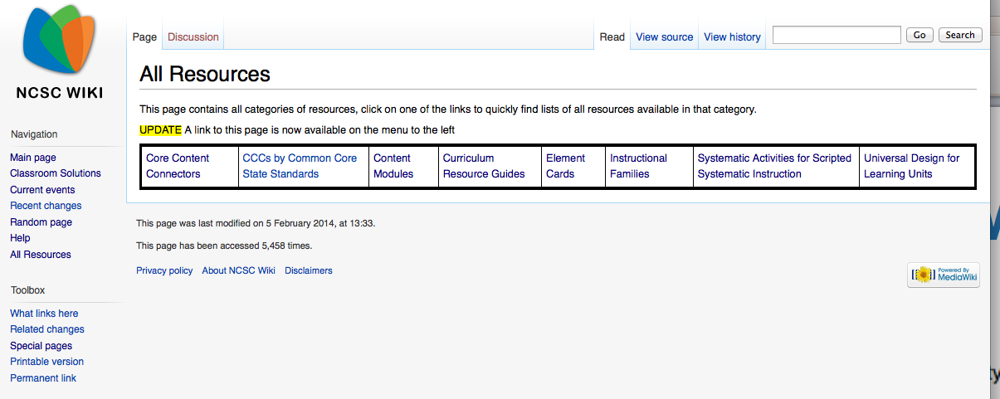 NCSC WIKI
Page Discussion Read View source View history Go Search
All Resources
This page contains all categories of resources, click on one of the links to quickly find lists of all resources available in that category.
UPDATE A link to this page is now available on the menu to the left
Core Content
Connectors
CCCs by Common Core
State Standards
Content
Modules
Curriculum
Resource Guides
Element
Cards
Instructional
Families
Systematic Activities for Scripted
Systematic Instruction
Universal Design for
Learning Units
Navigation
Main page
Classroom Solutions
Current events
Recent changes
Random page
Help
All Resources
Toolbox
What links here
Related changes
Special pages
Printable version
Permanent link
This page was last modified on 5 February 2014, at 13:33.
This page has been accessed 5,458 times.
Privacy policy About NCSC Wiki Disclaimers
Powered By
MediaWiki